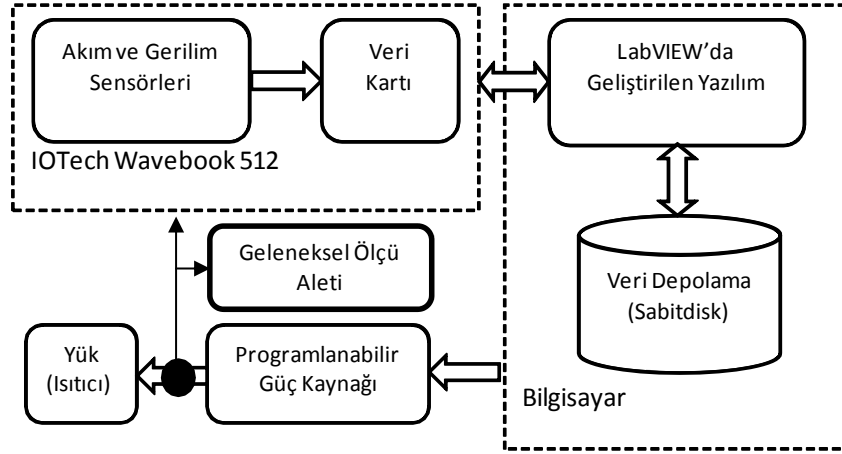 Akım ve Gerilim
Sensörleri
Veri
Kartı
IOTech Wavebook 512
LabVIEW’da
Geliştirilen Yazılım
Veri Depolama
(Sabitdisk)
Bilgisayar
Geleneksel Ölçü
Aleti
Yük
(Isıtıcı)
Programlanabilir
Güç Kaynağı